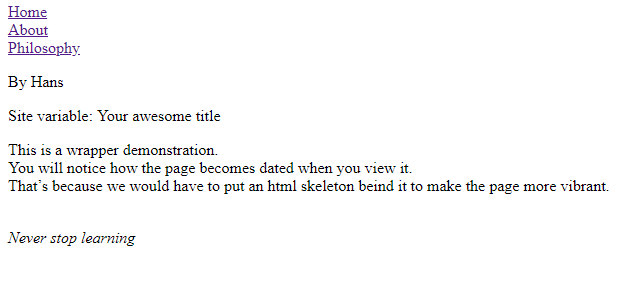 Home
About
Philosophy
By Hans
Site variable: Your awesome title
This is a wrapper demonstration.
You will notice how the page becomes dated when you view it.
That’s because we would have to put an html skeleton beind it to make the page more vibrant.
Never stop learning